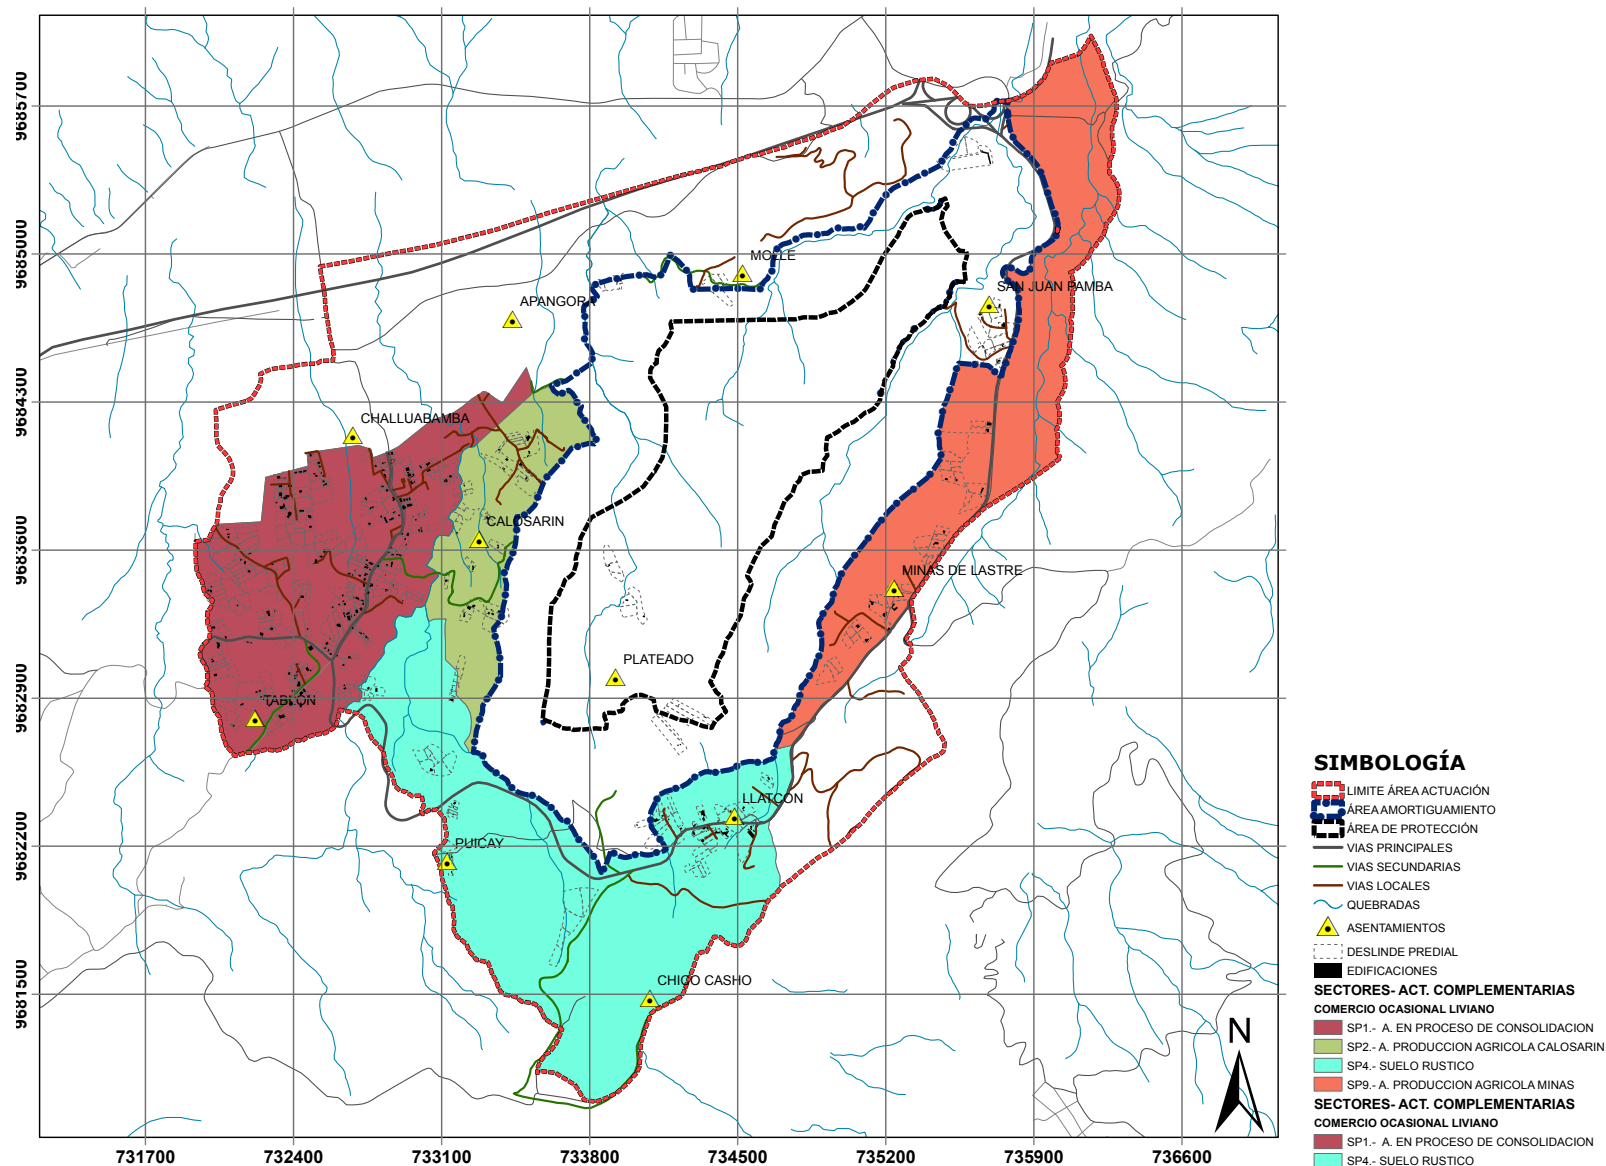 9685700
9685000
9684300
9683600
9682900
9682200
9681500
MOLLE
SAN JUAN PAMBA
APANGORA
CHALLUABAMBA
CALOSARIN
MINAS DE LASTRE
PLATEADO
TABLON
LLATCON
PUICAY
CHICO CASHO
N
731700
732400
733100
733800
734500
735200
735900
736600
SIMBOLOGÍA
LIMITE ÁREA ACTUACIÓN
ÁREA AMORTIGUAMIENTO
ÁREA DE PROTECCIÓN
VIAS PRINCIPALES
VIAS SECUNDARIAS
VIAS LOCALES
QUEBRADAS
ASENTAMIENTOS
DESLINDE PREDIAL
EDIFICACIONES
SECTORES- ACT. COMPLEMENTARIAS
COMERCIO OCASIONAL LIVIANO
SP1.- A. EN PROCESO DE CONSOLIDACION
SP2.- A. PRODUCCION AGRICOLA CALOSARIN
SP4.- SUELO RUSTICO
SP9.- A. PRODUCCION AGRICOLA MINAS
SECTORES- ACT. COMPLEMENTARIAS
COMERCIO OCASIONAL LIVIANO
SP1.- A. EN PROCESO DE CONSOLIDACION
SP4.- SUELO RUSTICO